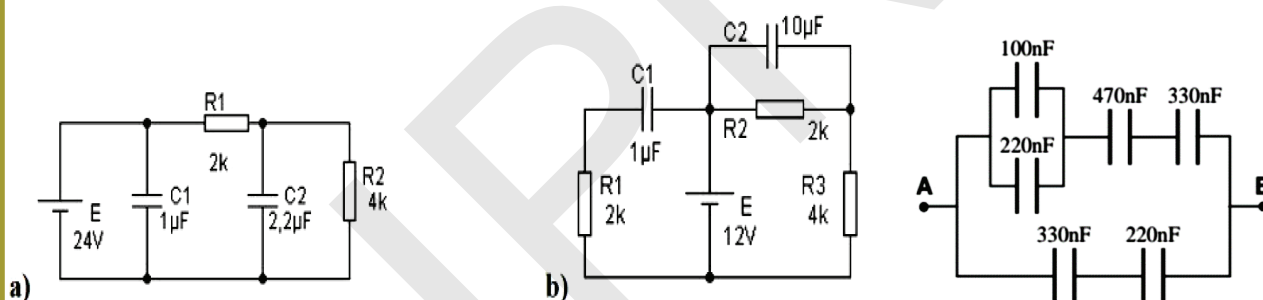 a)
E
24V
C1
1µF
R1
2k
C2
2,2µF
R2
4k
b)
R1
2k
C1
1µF
C2
10µF
R2
2k
E
12V
R3
4k
A
100nF
220nF
470nF
330nF
330nF
220nF